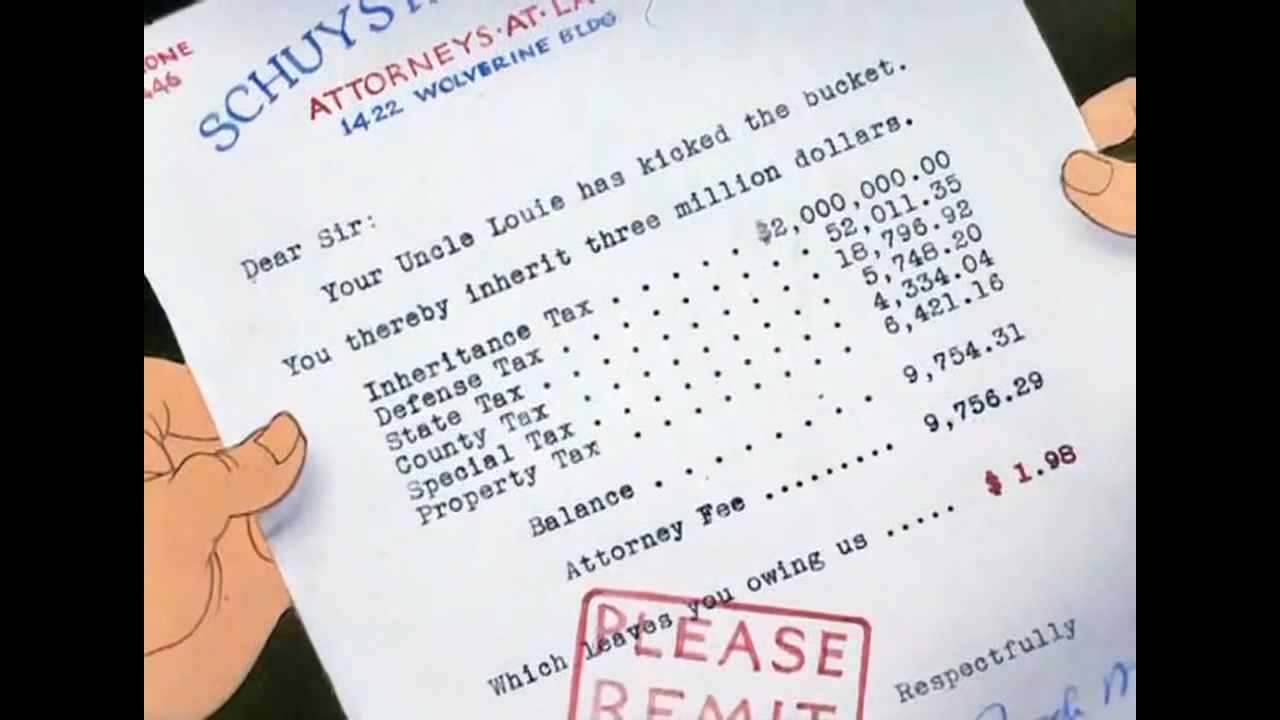 ATTORNEYS·AT·LA
1422 WOLVERINE BLDG
Dear Sir:
Your Uncle Louie has kicked the bucket.
You thereby inherit three million dollars.
Inheritance Tax . . . . . $2,000,000.00
Defense Tax . . . . . . . 52,011.35
State Tax . . . . . . . . 18,796.92
County Tax . . . . . . . 5,748.20
Special Tax . . . . . . . 4,334.04
Property Tax . . . . . . 6,421.16
Balance . . . . . . . . 9,754.31
Attorney Fee .......... 9,756.29
Which leaves you owing us ..... $ 1.98
PLEASE
REMIT
Respectfully